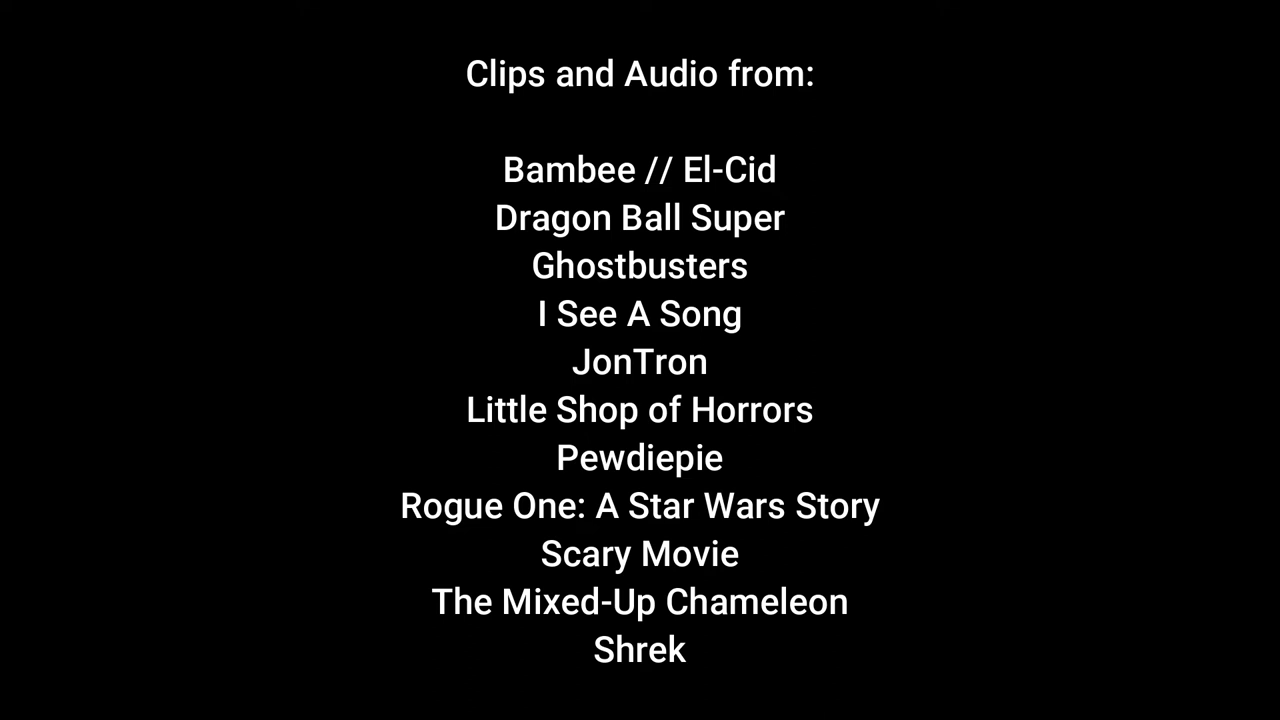 Clips and Audio from:
Bambee // El-Cid
Dragon Ball Super
Ghostbusters
I See A Song
JonTron
Little Shop of Horrors
Pewdiepie
Rogue One: A Star Wars Story
Scary Movie
The Mixed-Up Chameleon
Shrek